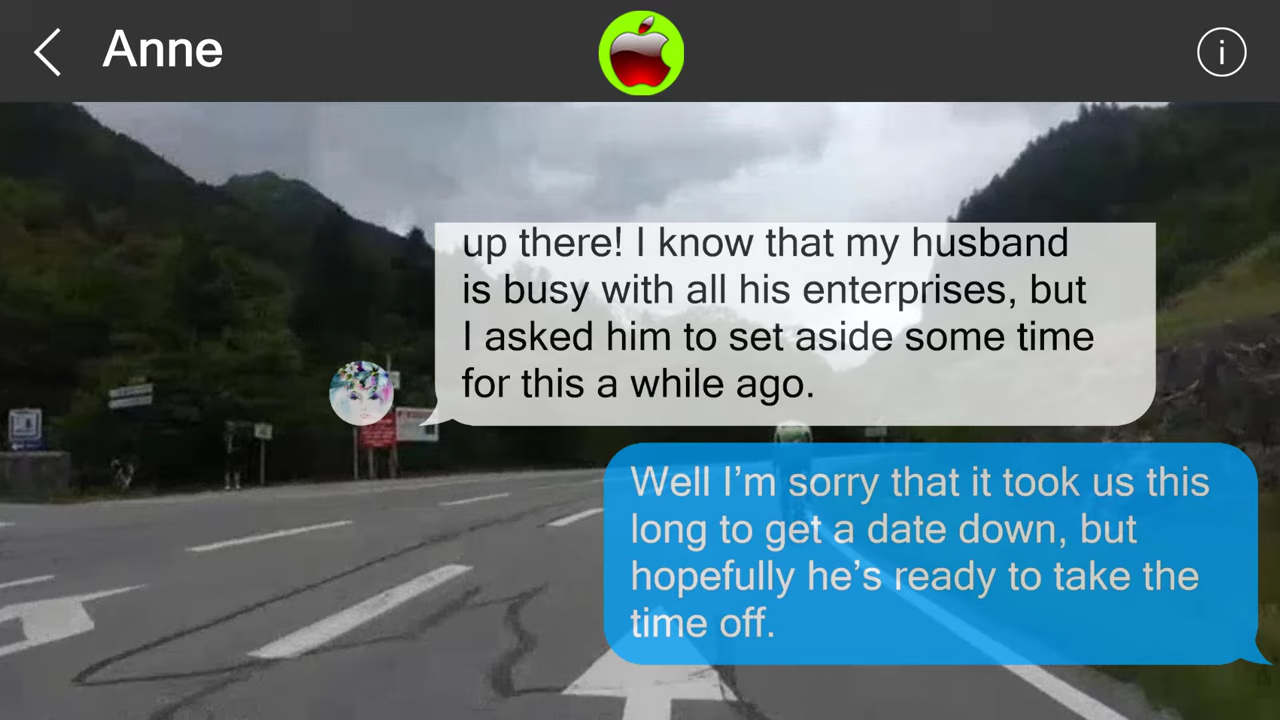 Anne
i
up there! I know that my husband
is busy with all his enterprises, but
I asked him to set aside some time
for this a while ago.
Well I’m sorry that it took us this
long to get a date down, but
hopefully he’s ready to take the
time off.